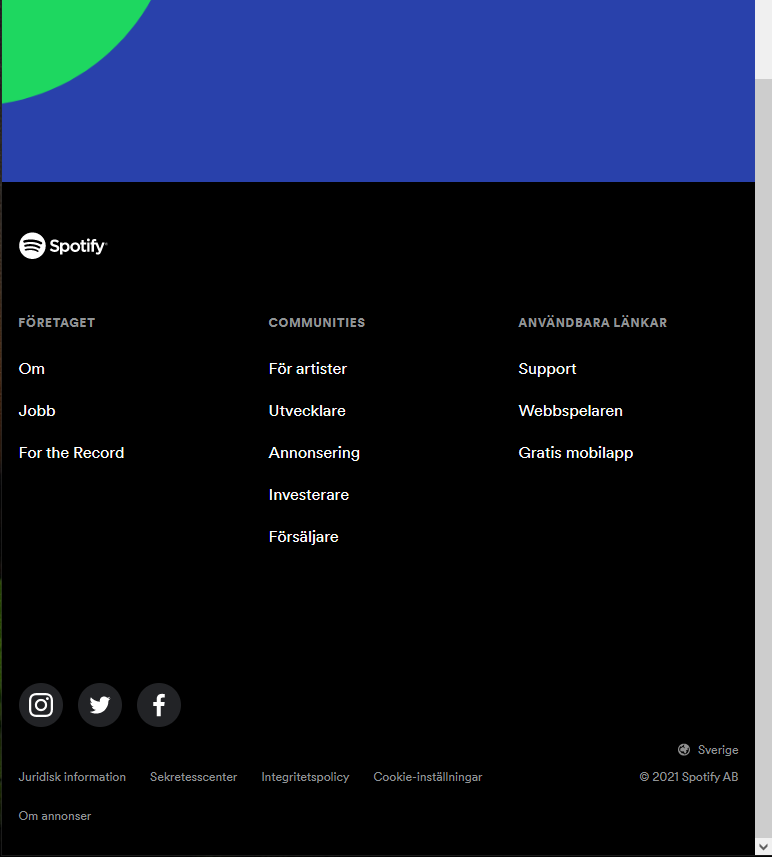 Spotify
FÖRETAGET
Om
Jobb
For the Record
COMMUNITIES
För artister
Utvecklare
Annonsering
Investerare
Försäljare
ANVÄNDBARA LÄNKAR
Support
Webbspelaren
Gratis mobilapp
Sverige
Juridisk information Sekretesscenter Integritetspolicy Cookie-inställningar
© 2021 Spotify AB
Om annonser